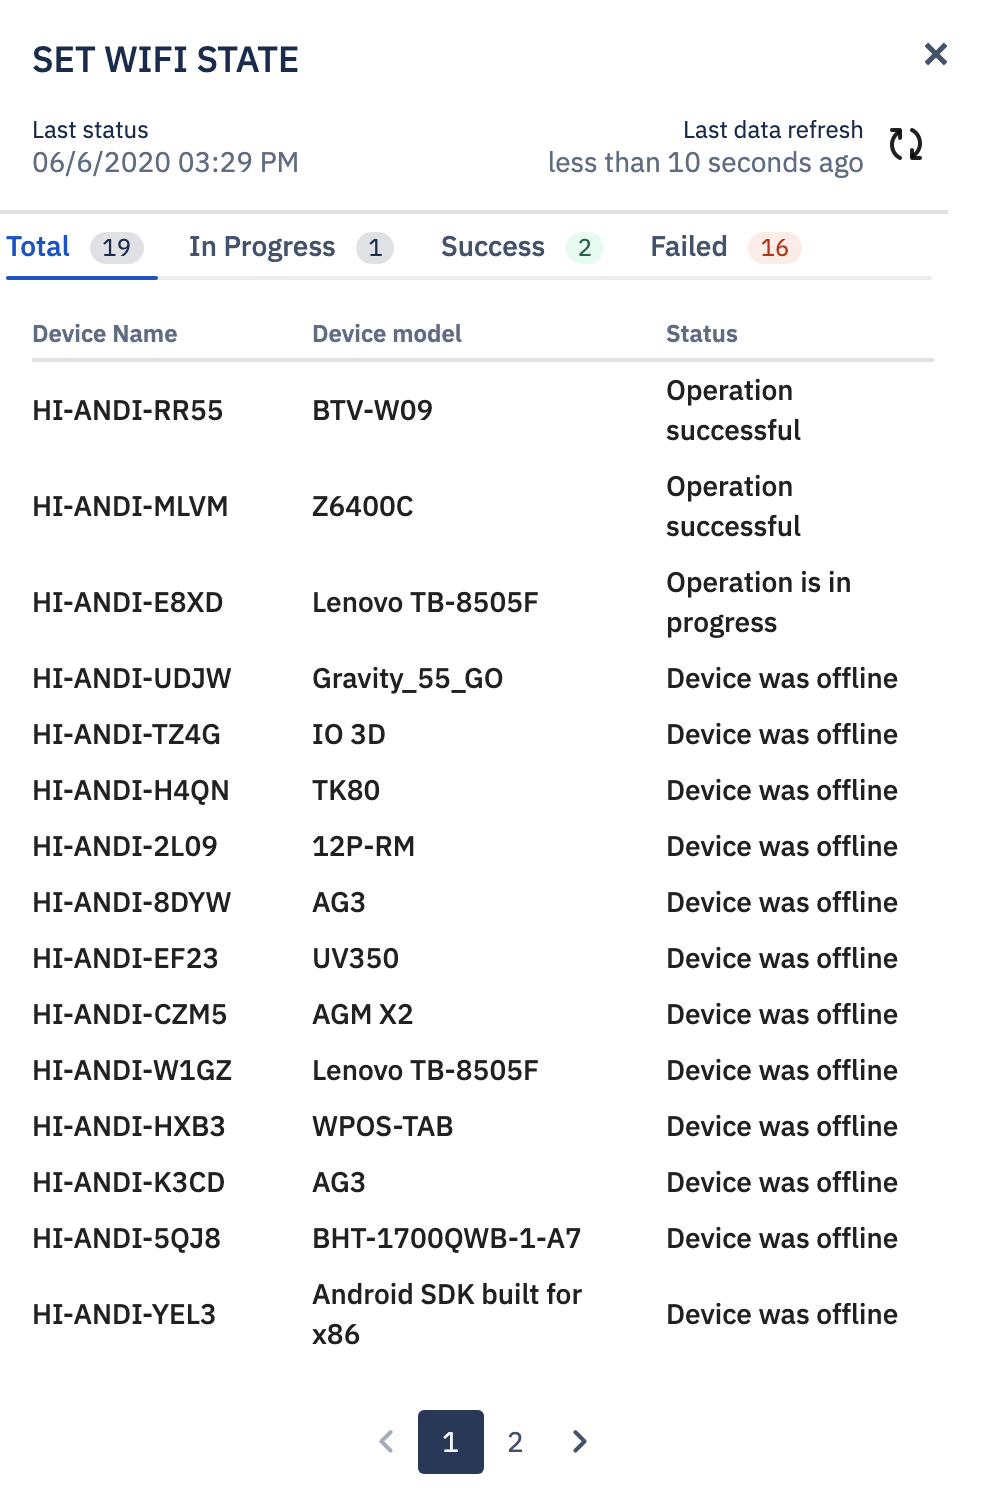 SET WIFI STATE
Last status
06/6/2020 03:29 PM
Last data refresh
less than 10 seconds ago
Total 19 In Progress 1 Success 2 Failed 16
Device Name Device model Status
HI-ANDI-RR55 BTV-W09 Operation
successful
HI-ANDI-MLVM Z6400C Operation
successful
HI-ANDI-E8XD Lenovo TB-8505F Operation is in
progress
HI-ANDI-UDJW Gravity_55_GO Device was offline
HI-ANDI-TZ4G IO 3D Device was offline
HI-ANDI-H4QN TK80 Device was offline
HI-ANDI-2L09 12P-RM Device was offline
HI-ANDI-8DYW AG3 Device was offline
HI-ANDI-EF23 UV350 Device was offline
HI-ANDI-CZM5 AGM X2 Device was offline
HI-ANDI-W1GZ Lenovo TB-8505F Device was offline
HI-ANDI-HXB3 WPOS-TAB Device was offline
HI-ANDI-K3CD AG3 Device was offline
HI-ANDI-5QJ8 BHT-1700QWB-1-A7 Device was offline
HI-ANDI-YEL3 Android SDK built for
x86 Device was offline
1 2